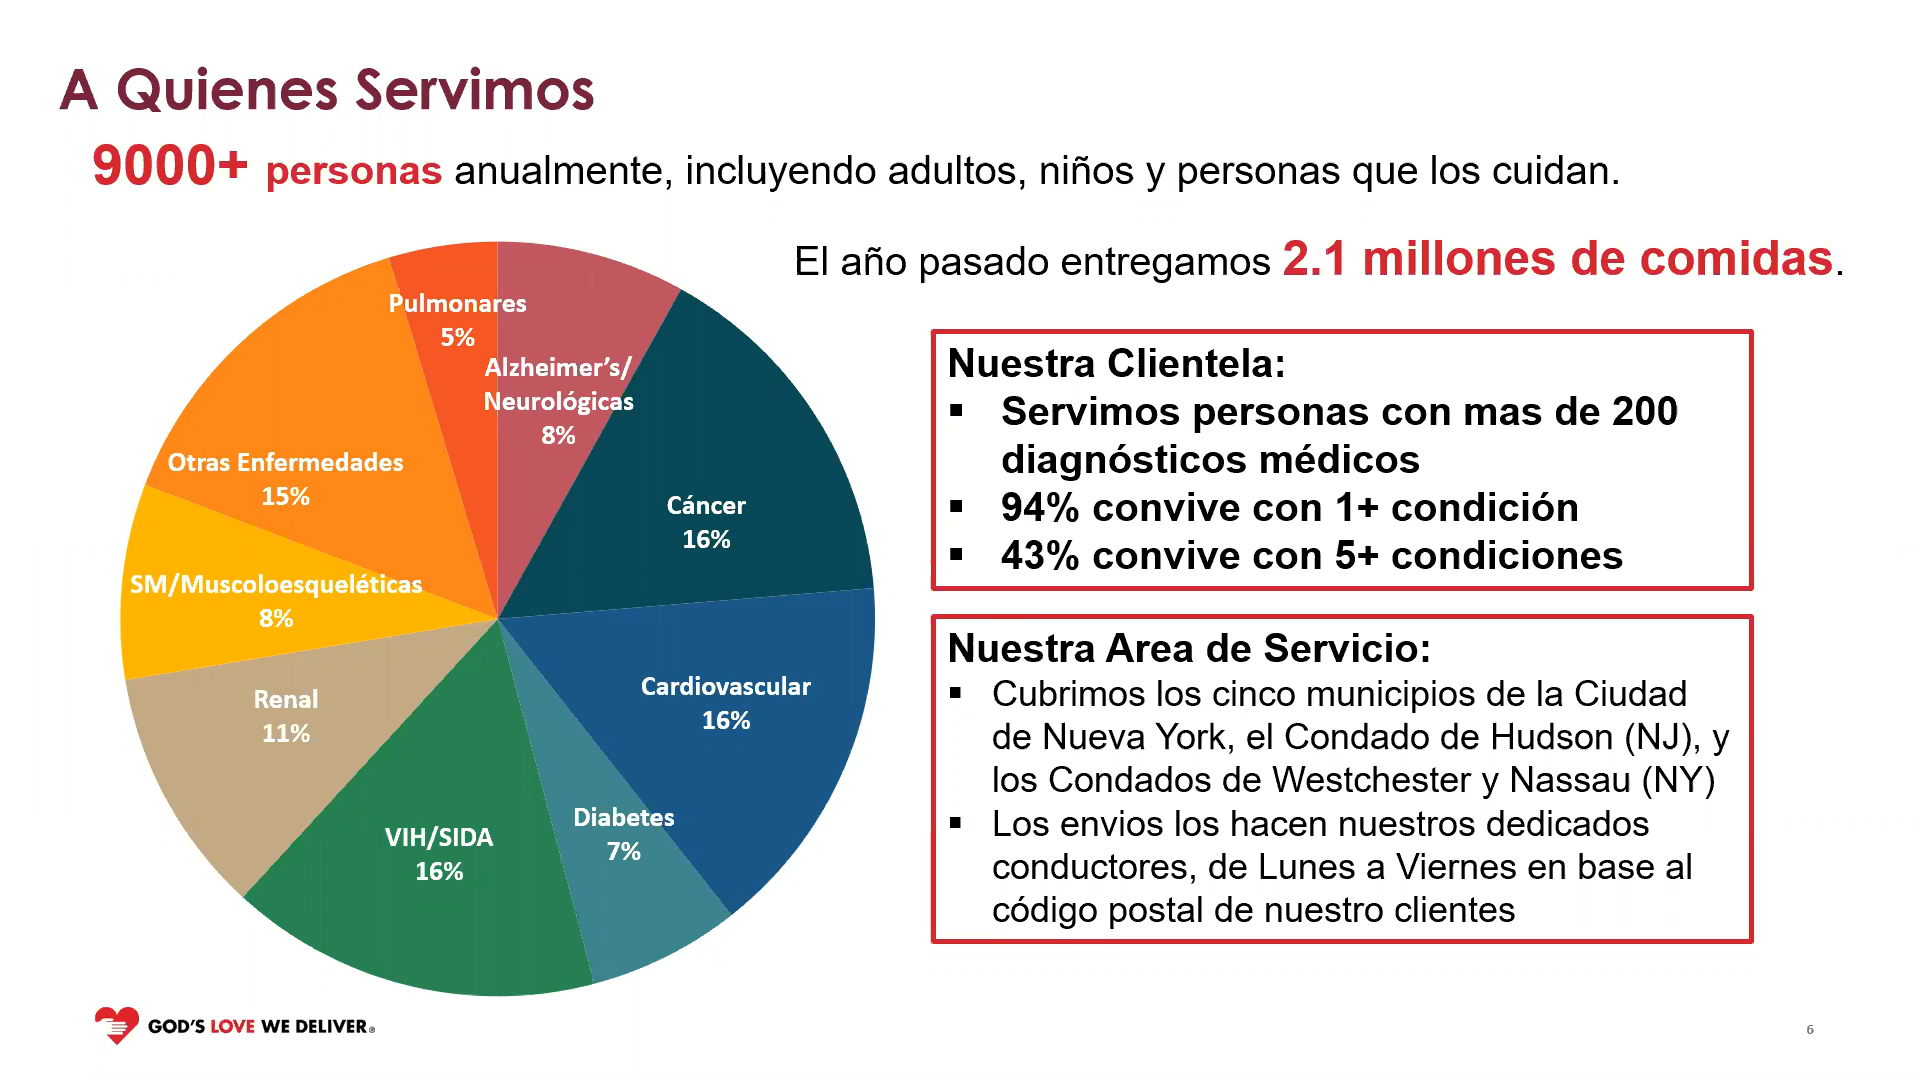 A Quienes Servimos
9000+ personas anualmente, incluyendo adultos, niños y personas que los cuidan.
El año pasado entregamos 2.1 millones de comidas.
Pulmonares
5%
Alzheimer's/
Neurológicas
8%
Cáncer
16%
Otras Enfermedades
15%
SM/Muscoloesqueléticas
8%
Cardiovascular
16%
Renal
11%
Diabetes
7%
VIH/SIDA
16%
Nuestra Clientela:
▪ Servimos personas con mas de 200
diagnósticos médicos
▪ 94% convive con 1+ condición
▪ 43% convive con 5+ condiciones
Nuestra Area de Servicio:
▪ Cubrimos los cinco municipios de la Ciudad
de Nueva York, el Condado de Hudson (NJ), y
los Condados de Westchester y Nassau (NY)
▪ Los envios los hacen nuestros dedicados
conductores, de Lunes a Viernes en base al
código postal de nuestro clientes
GOD'S LOVE WE DELIVER®
6